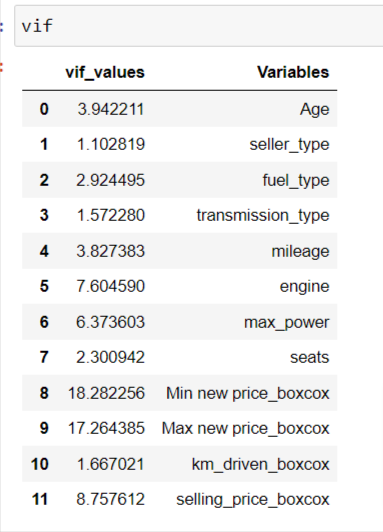 vif
vif_values Variables
0 3.942211 Age
1 1.102819 seller_type
2 2.924495 fuel_type
3 1.572280 transmission_type
4 3.827383 mileage
5 7.604590 engine
6 6.373603 max_power
7 2.300942 seats
8 18.282256 Min new price_boxcox
9 17.264385 Max new price_boxcox
10 1.667021 km_driven_boxcox
11 8.757612 selling_price_boxcox